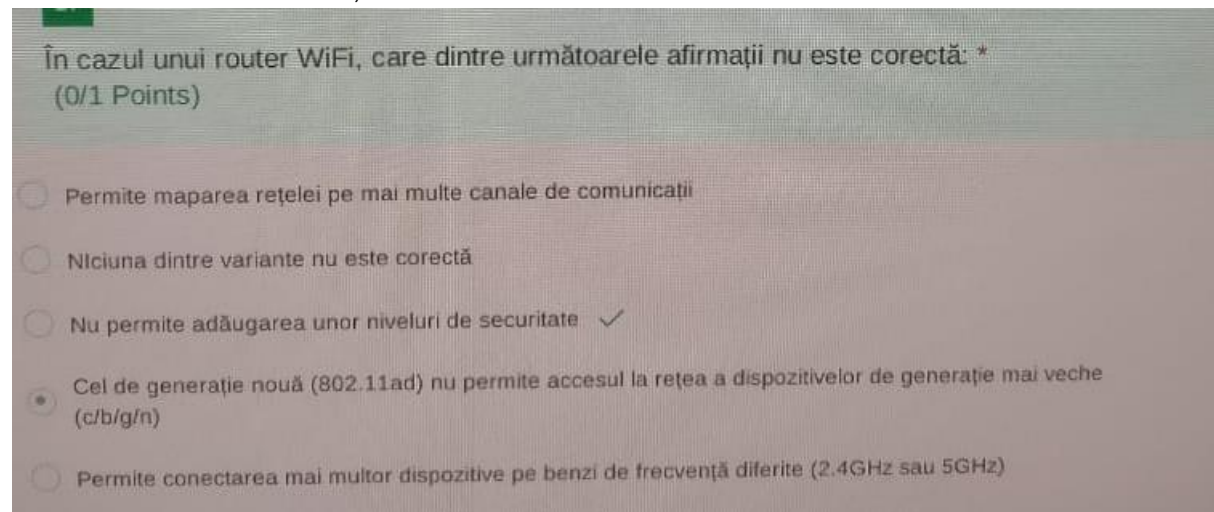 În cazul unui router WiFi, care dintre următoarele afirmații nu este corectă: *
(0/1 Points)
Permite maparea rețelei pe mai multe canale de comunicații
NIciuna dintre variante nu este corectă
Nu permite adăugarea unor niveluri de securitate
Cel de generație nouă (802.11ad) nu permite accesul la rețea a dispozitivelor de generație mai veche
(c/b/g/n)
Permite conectarea mai multor dispozitive pe benzi de frecvență diferite (2.4GHz sau 5GHz)